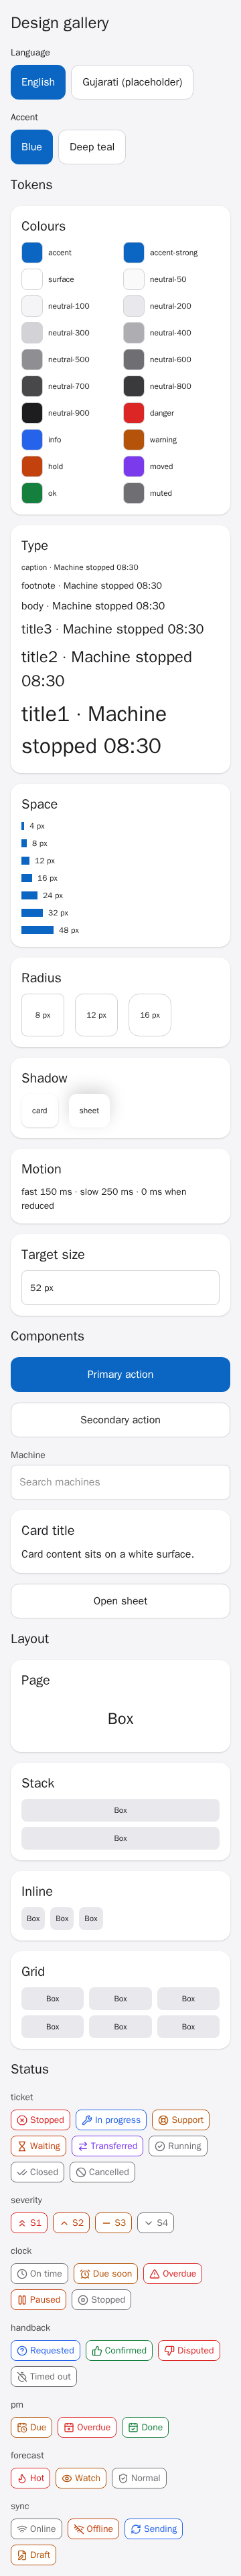 Design gallery
Language
English
Gujarati (placeholder)
Accent
Blue
Deep teal
Tokens
Colours
accent
accent-strong
surface
neutral-50
neutral-100
neutral-200
neutral-300
neutral-400
neutral-500
neutral-600
neutral-700
neutral-800
neutral-900
danger
info
warning
hold
moved
ok
muted
Type
caption · Machine stopped 08:30
footnote · Machine stopped 08:30
body · Machine stopped 08:30
title3 · Machine stopped 08:30
title2 · Machine stopped
08:30
title1 · Machine
stopped 08:30
Space
4 px
8 px
12 px
16 px
24 px
32 px
48 px
Radius
8 px
12 px
16 px
Shadow
card
sheet
Motion
fast 150 ms · slow 250 ms · 0 ms when
reduced
Target size
52 px
Components
Primary action
Secondary action
Machine
Search machines
Card title
Card content sits on a white surface.
Open sheet
Layout
Page
Box
Stack
Box
Box
Inline
Box Box Box
Grid
Box Box Box
Box Box Box
Status
ticket
Stopped In progress Support
Waiting Transferred Running
Closed Cancelled
severity
S1 S2 S3 S4
clock
On time Due soon Overdue
Paused Stopped
handback
Requested Confirmed Disputed
Timed out
pm
Due Overdue Done
forecast
Hot Watch Normal
sync
Online Offline Sending
Draft